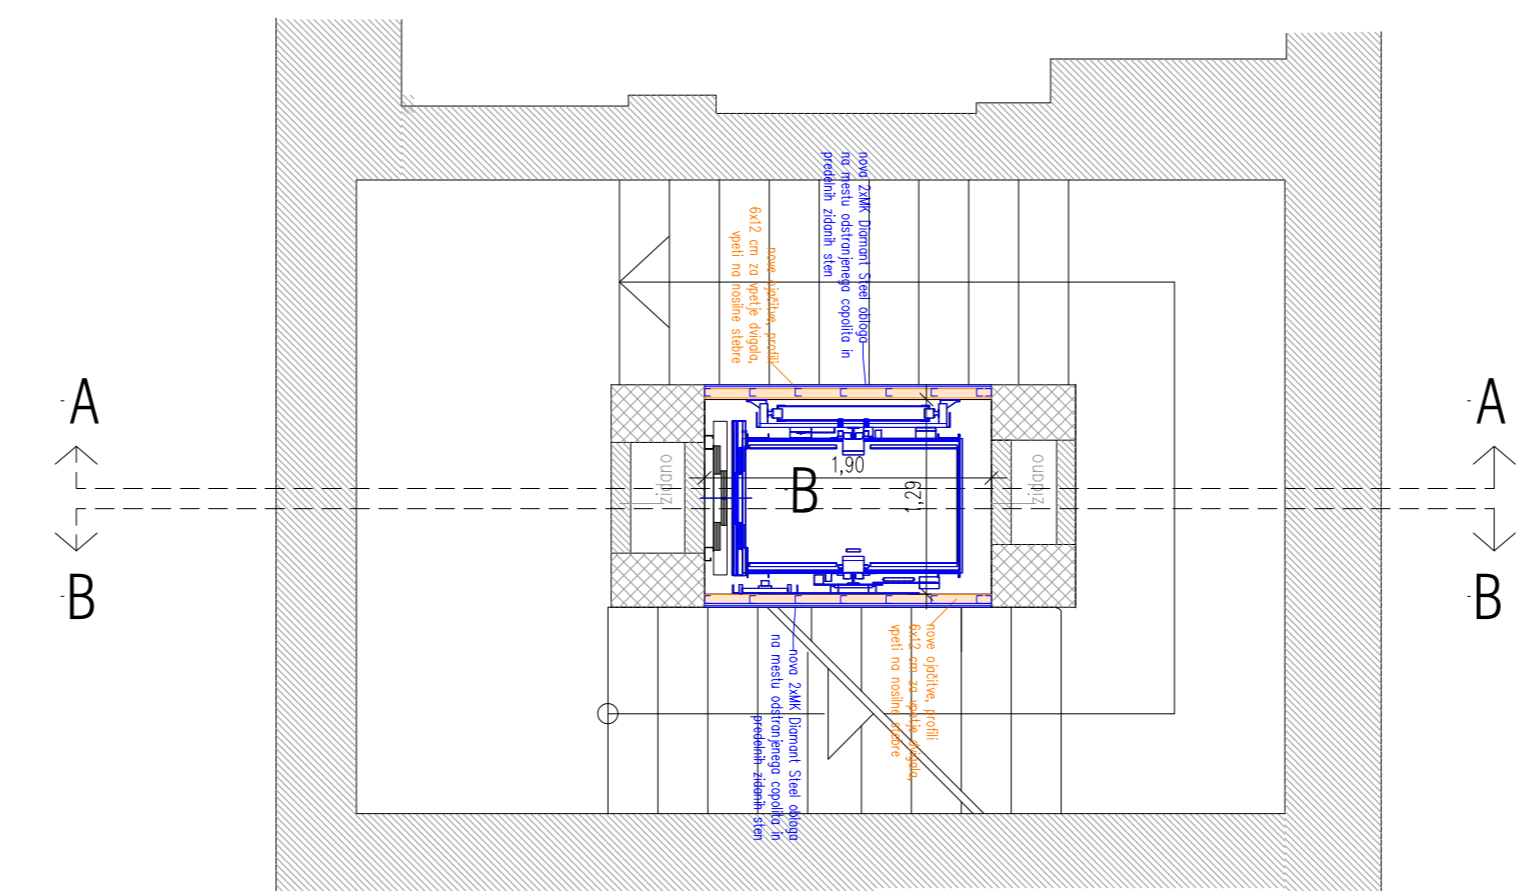 nova 2xMK Diamant Steel obloga
na mestu odstranjenega copolita in
predelnih zidanih sten
nove ojačitve, profili
6x12 cm za vpetje dvigala,
vpeti na nosilne stebre
-A
-A
zidano
1,90
B
1,29
zidano
-B
-B
nove ojačitve, profili
6x12 cm za vpetje dvigala,
vpeti na nosilne stebre
nova 2xMK Diamant Steel obloga
na mestu odstranjenega copolita in
predelnih zidanih sten